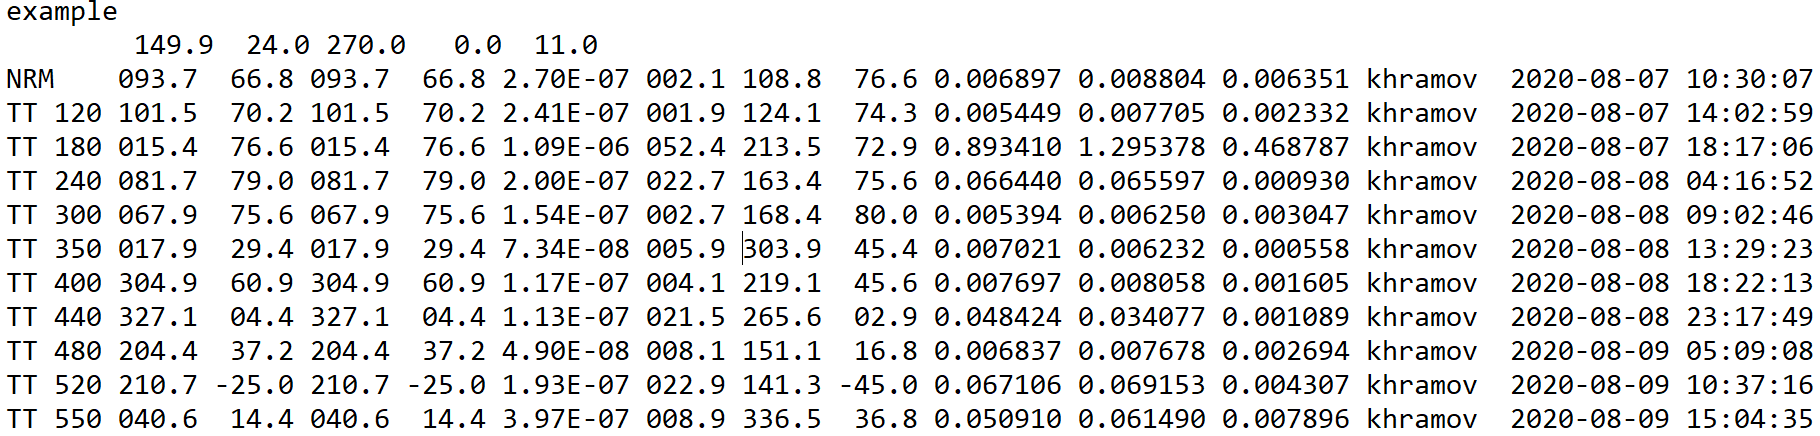 example
        149.9  24.0 270.0   0.0  11.0
NRM    093.7  66.8 093.7  66.8 2.70E-07 002.1 108.8  76.6 0.006897 0.008804 0.006351 khramov  2020-08-07 10:30:07
TT 120 101.5  70.2 101.5  70.2 2.41E-07 001.9 124.1  74.3 0.005449 0.007705 0.002332 khramov  2020-08-07 14:02:59
TT 180 015.4  76.6 015.4  76.6 1.09E-06 052.4 213.5  72.9 0.893410 1.295378 0.468787 khramov  2020-08-07 18:17:06
TT 240 081.7  79.0 081.7  79.0 2.00E-07 022.7 163.4  75.6 0.066440 0.065597 0.000930 khramov  2020-08-08 04:16:52
TT 300 067.9  75.6 067.9  75.6 1.54E-07 002.7 168.4  80.0 0.005394 0.006250 0.003047 khramov  2020-08-08 09:02:46
TT 350 017.9  29.4 017.9  29.4 7.34E-08 005.9 303.9  45.4 0.007021 0.006232 0.000558 khramov  2020-08-08 13:29:23
TT 400 304.9  60.9 304.9  60.9 1.17E-07 004.1 219.1  45.6 0.007697 0.008058 0.001605 khramov  2020-08-08 18:22:13
TT 440 327.1  04.4 327.1  04.4 1.13E-07 021.5 265.6  02.9 0.048424 0.034077 0.001089 khramov  2020-08-08 23:17:49
TT 480 204.4  37.2 204.4  37.2 4.90E-08 008.1 151.1  16.8 0.006837 0.007678 0.002694 khramov  2020-08-09 05:09:08
TT 520 210.7 -25.0 210.7 -25.0 1.93E-07 022.9 141.3 -45.0 0.067106 0.069153 0.004307 khramov  2020-08-09 10:37:16
TT 550 040.6  14.4 040.6  14.4 3.97E-07 008.9 336.5  36.8 0.050910 0.061490 0.007896 khramov  2020-08-09 15:04:35